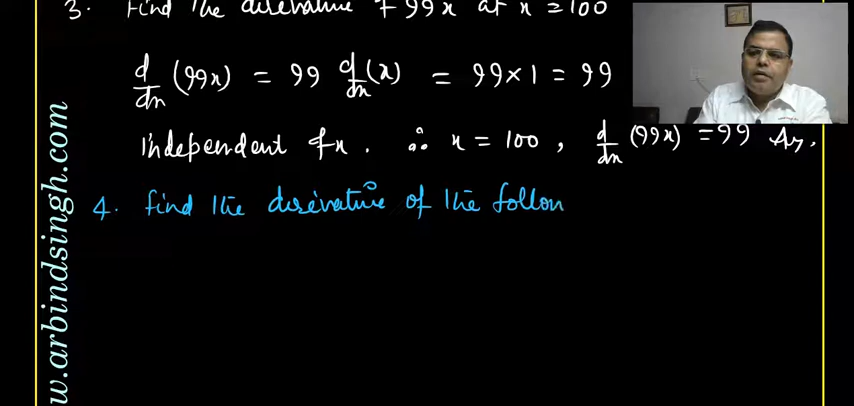 3. Find the derivative of 99x at x = 100
d/dx (99x) = 99 d/dx (x) = 99 × 1 = 99
independent of x. ∴ x = 100, d/dx (99x) = 99 Ans.
4. find the derivative of the follow
w.arbindsingh.com